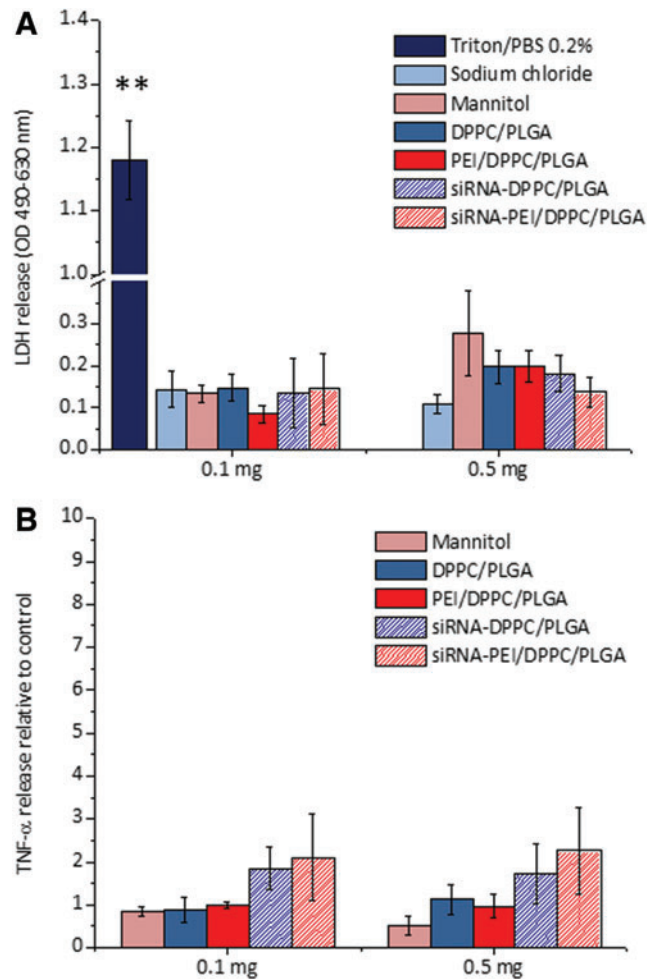 A
1.4
1.3
1.2
1.1
1.0
0.3
0.2
0.1
0.0
LDH release (OD 490-630 nm)
**
Triton/PBS 0.2%
Sodium chloride
Mannitol
DPPC/PLGA
PEI/DPPC/PLGA
siRNA-DPPC/PLGA
siRNA-PEI/DPPC/PLGA
0.1 mg
0.5 mg
B
10
9
8
7
6
5
4
3
2
1
0
TNF-α release relative to control
Mannitol
DPPC/PLGA
PEI/DPPC/PLGA
siRNA-DPPC/PLGA
siRNA-PEI/DPPC/PLGA
0.1 mg
0.5 mg